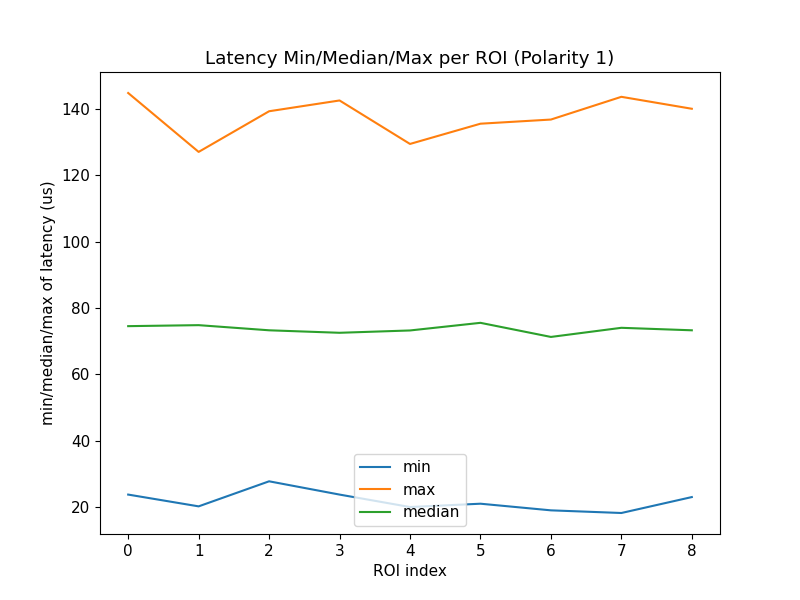 Latency Min/Median/Max per ROI (Polarity 1)
min/median/max of latency (us)
140
120
100
80
60
40
20
min
max
median
0 1 2 3 4 5 6 7 8
ROI index